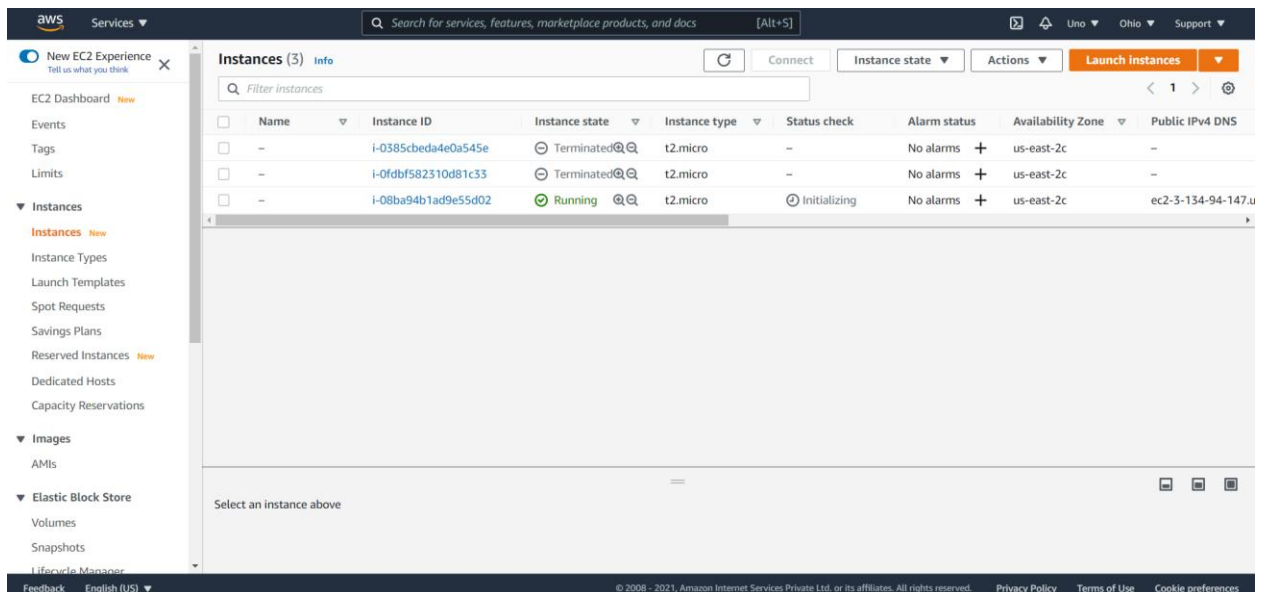 aws Services ▼ Search for services, features, marketplace products, and docs [Alt+S] Uno ▼ Ohio ▼ Support ▼
New EC2 Experience
Tell us what you think
EC2 Dashboard New
Events
Tags
Limits
▼ Instances
Instances New
Instance Types
Launch Templates
Spot Requests
Savings Plans
Reserved Instances New
Dedicated Hosts
Capacity Reservations
▼ Images
AMIs
▼ Elastic Block Store
Volumes
Snapshots
Lifecycle Manager
Instances (3) Info Connect Instance state ▼ Actions ▼ Launch instances ▼
Filter instances < 1 >
Name Instance ID Instance state Instance type Status check Alarm status Availability Zone Public IPv4 DNS
– i-0385cbeda4e0a545e Terminated t2.micro – No alarms + us-east-2c –
– i-0fdbf582310d81c33 Terminated t2.micro – No alarms + us-east-2c –
– i-08ba94b1ad9e55d02 Running t2.micro Initializing No alarms + us-east-2c ec2-3-134-94-147.u
Select an instance above
Feedback English (US) ▼ © 2008 - 2021, Amazon Internet Services Private Ltd. or its affiliates. All rights reserved. Privacy Policy Terms of Use Cookie preferences